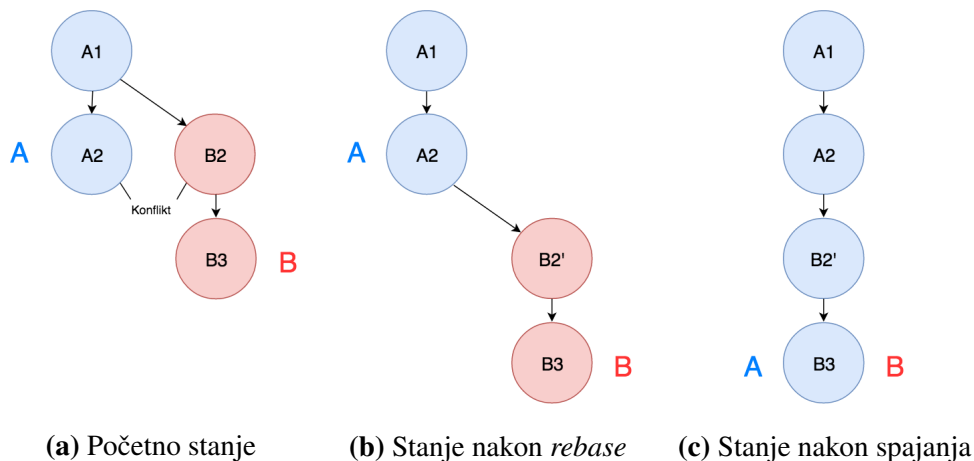 A1
A
A2
B2
Konflikt
B3
B
(a) Početno stanje
A1
A
A2
B2'
B3
B
(b) Stanje nakon rebase
A1
A2
B2'
A
B3
B
(c) Stanje nakon spajanja